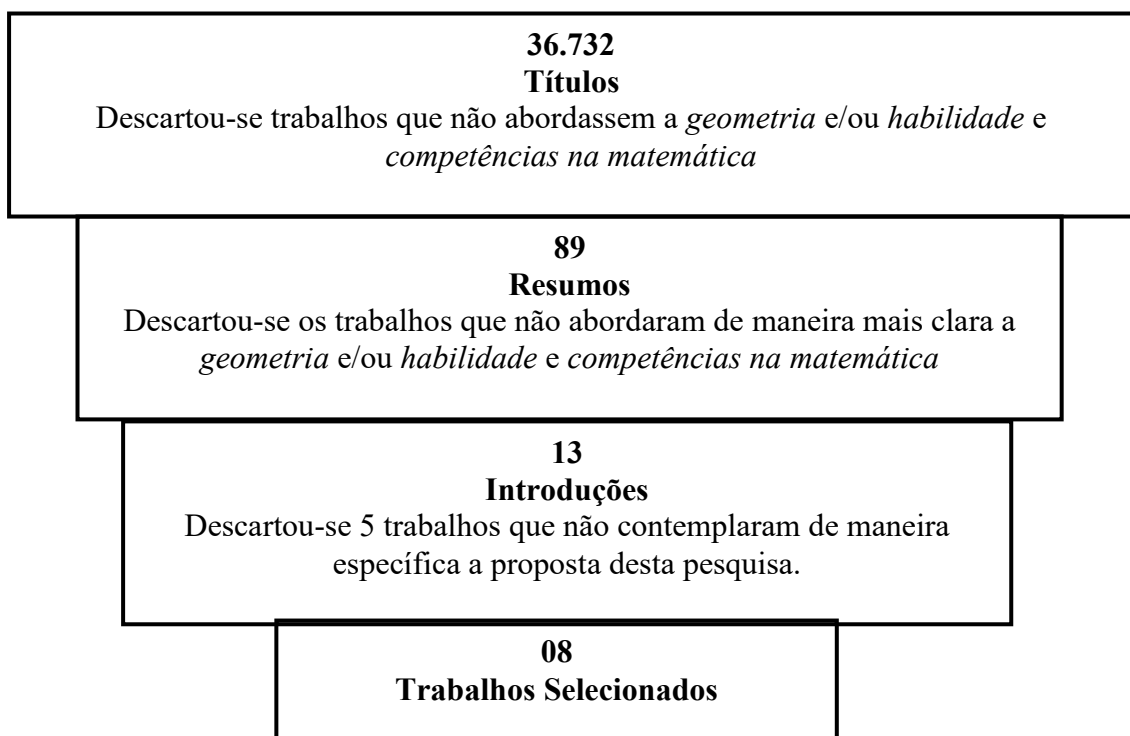 36.732
Títulos
Descartou-se trabalhos que não abordassem a geometria e/ou habilidade e
competências na matemática
89
Resumos
Descartou-se os trabalhos que não abordaram de maneira mais clara a
geometria e/ou habilidade e competências na matemática
13
Introduções
Descartou-se 5 trabalhos que não contemplaram de maneira
específica a proposta desta pesquisa.
08
Trabalhos Selecionados